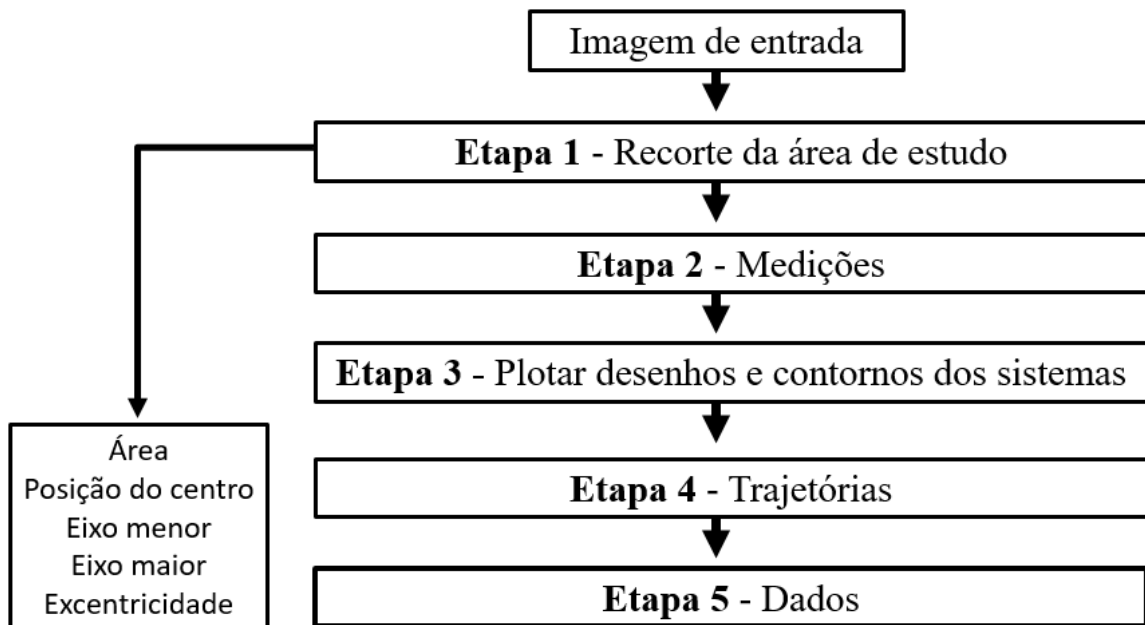 Imagem de entrada
Etapa 1 - Recorte da área de estudo
Etapa 2 - Medições
Etapa 3 - Plotar desenhos e contornos dos sistemas
Etapa 4 - Trajetórias
Etapa 5 - Dados
Área
Posição do centro
Eixo menor
Eixo maior
Excentricidade